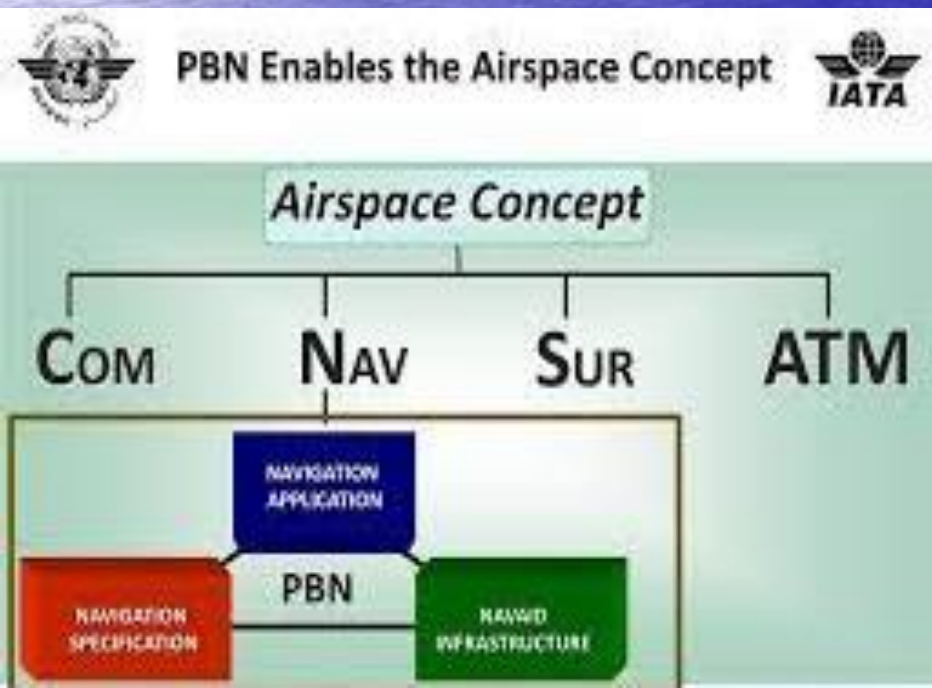 PBN Enables the Airspace Concept
IATA
Airspace Concept
COM NAV SUR ATM
NAVIGATION
APPLICATION
PBN
NAVIGATION
SPECIFICATION
NAVAID
INFRASTRUCTURE